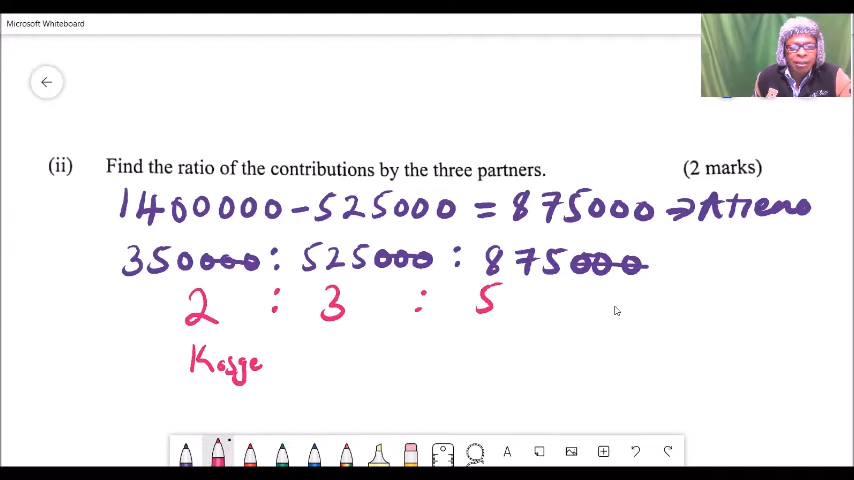 Microsoft Whiteboard
(ii) Find the ratio of the contributions by the three partners. (2 marks)
1400000 - 525000 = 875000 → Atieno
350000 : 525000 : 875000
2 : 3 : 5
Kosge
A